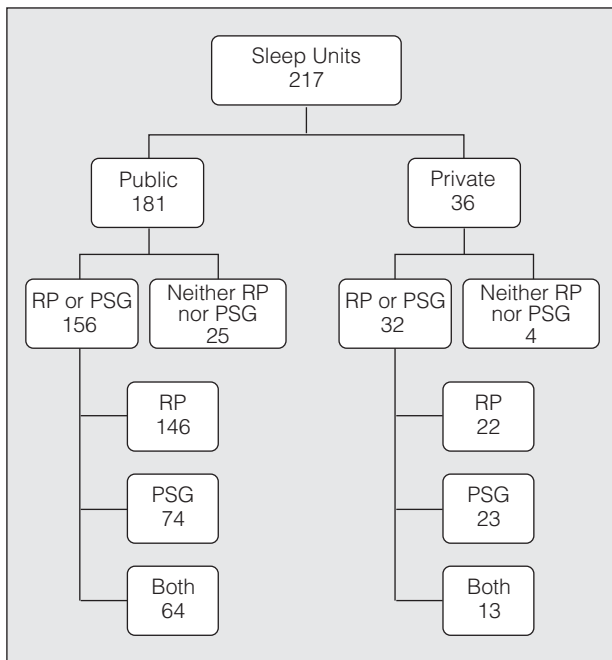 Sleep Units
217
Public
181
Private
36
RP or PSG
156
Neither RP
nor PSG
25
RP or PSG
32
Neither RP
nor PSG
4
RP
146
RP
22
PSG
74
PSG
23
Both
64
Both
13